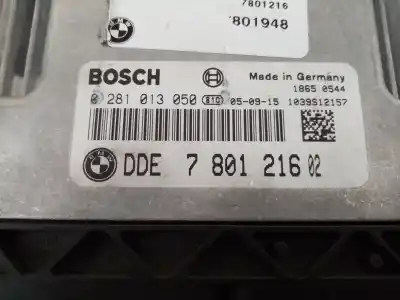 7801216
801948
BOSCH
Made in Germany
1865 0544
0 281 013 050 810 05-09-15 1039S12157
DDE 7 801 216 02